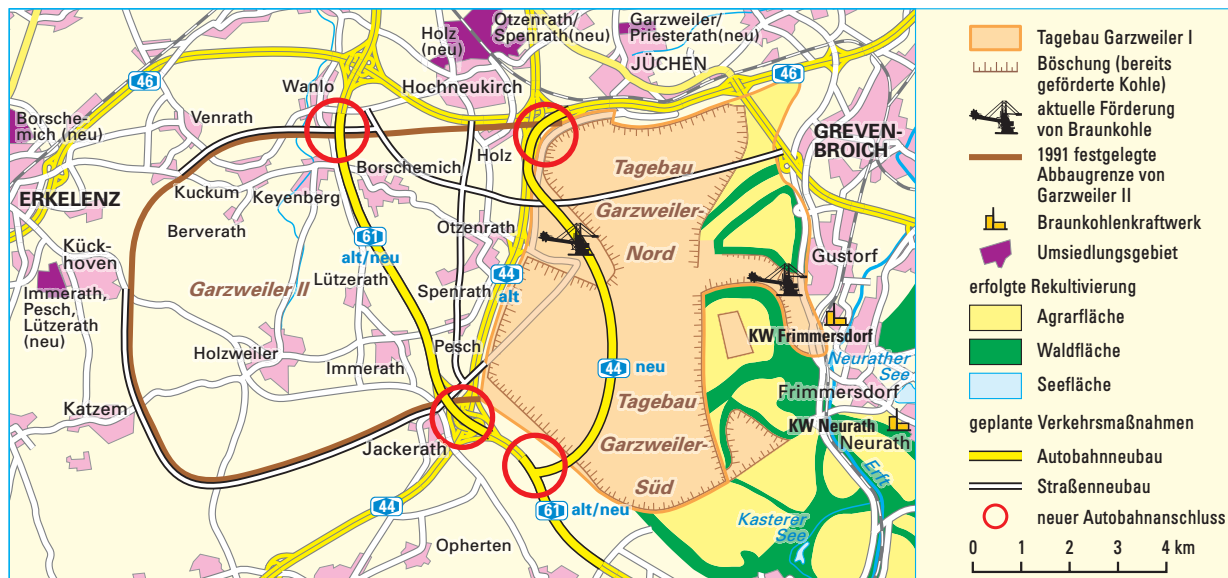 Otzenrath/
Spenrath(neu)
Garzweiler/
Priesterath(neu)
Holz
(neu)
JÜCHEN
46
44
46
Wanlo
Hochneukirch
Borsche-
mich (neu)
Venrath
GREVEN-
BROICH
Borschemich
Holz
Tagebau
Kuckum
Keyenberg
ERKELENZ
Garzweiler-
Berverath
Otzenrath
61
alt/neu
Nord
Kück-
hoven
Gustorf
44
alt
Garzweiler II
Lützerath
Spenrath
Immerath,
Pesch,
Lützerath
(neu)
KW Frimmersdorf
Pesch
Holzweiler
Immerath
44 neu
Neurather
See
Frimmersdorf
Katzem
Tagebau
KW Neurath
Neurath
Jackerath
Garzweiler-
Erft
Süd
44
61 alt/neu
Kasterer
See
Opherten
Tagebau Garzweiler I
Böschung (bereits
geförderte Kohle)
aktuelle Förderung
von Braunkohle
1991 festgelegte
Abbaugrenze von
Garzweiler II
Braunkohlenkraftwerk
Umsiedlungsgebiet
erfolgte Rekultivierung
Agrarfläche
Waldfläche
Seefläche
geplante Verkehrsmaßnahmen
Autobahnneubau
Straßenneubau
neuer Autobahnanschluss
0 1 2 3 4 km